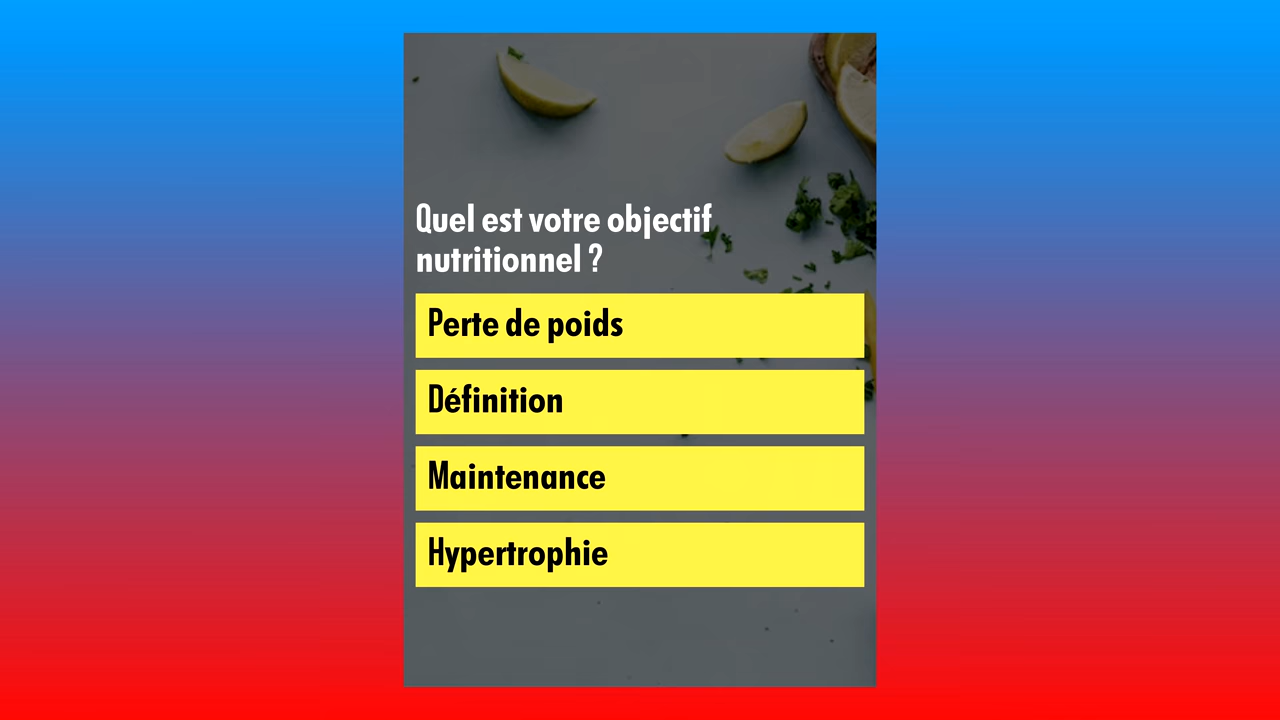 Quel est votre objectif
nutritionnel ?
Perte de poids
Définition
Maintenance
Hypertrophie